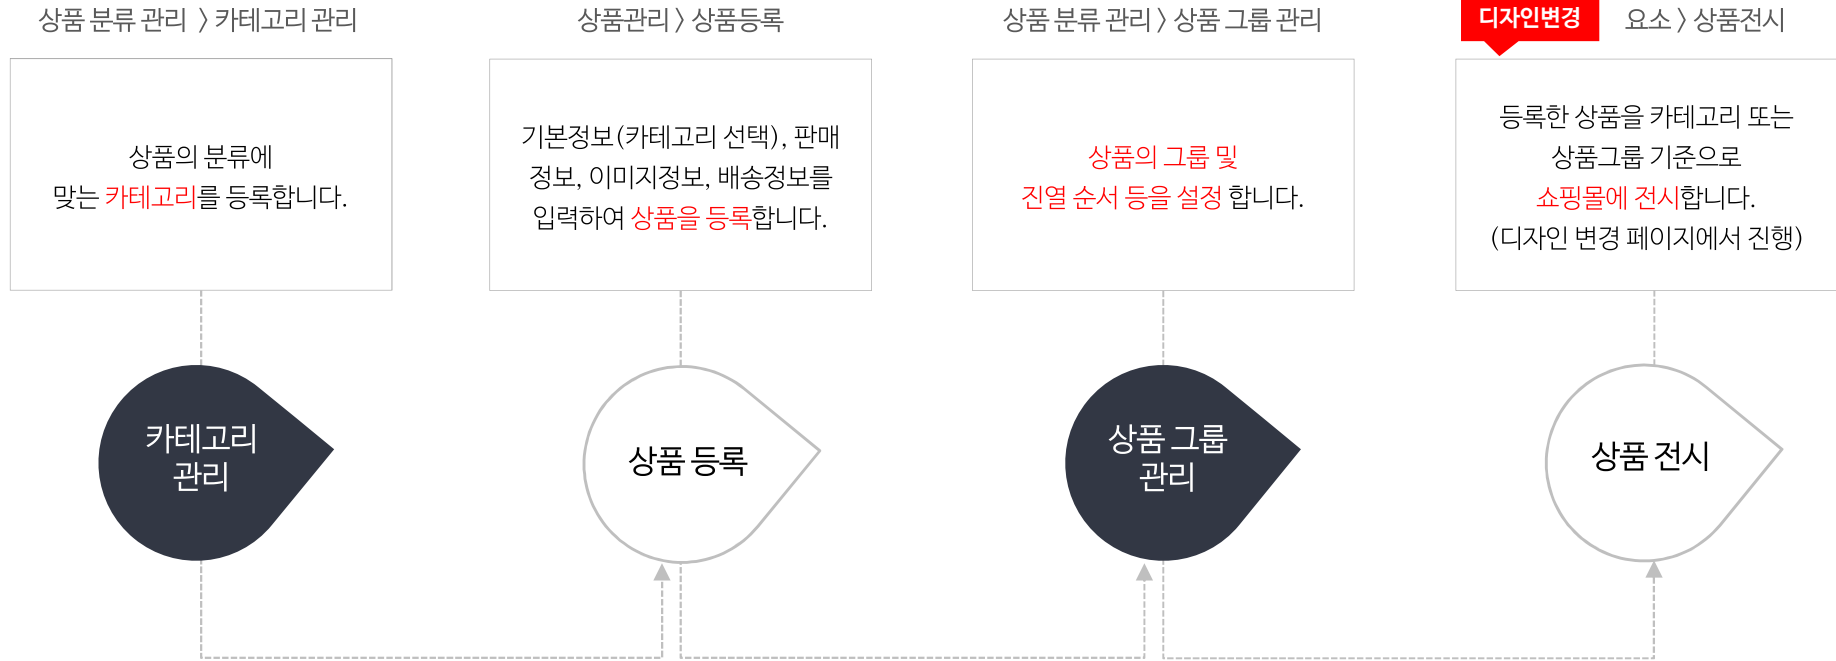 상품 분류 관리 > 카테고리 관리
상품의 분류에
맞는 카테고리를 등록합니다.
카테고리
관리
상품관리 > 상품등록
기본정보(카테고리 선택), 판매
정보, 이미지정보, 배송정보를
입력하여 상품을 등록합니다.
상품 등록
상품 분류 관리 > 상품 그룹 관리
상품의 그룹 및
진열 순서 등을 설정 합니다.
상품 그룹
관리
디자인변경 요소 > 상품전시
등록한 상품을 카테고리 또는
상품그룹 기준으로
쇼핑몰에 전시합니다.
(디자인 변경 페이지에서 진행)
상품 전시